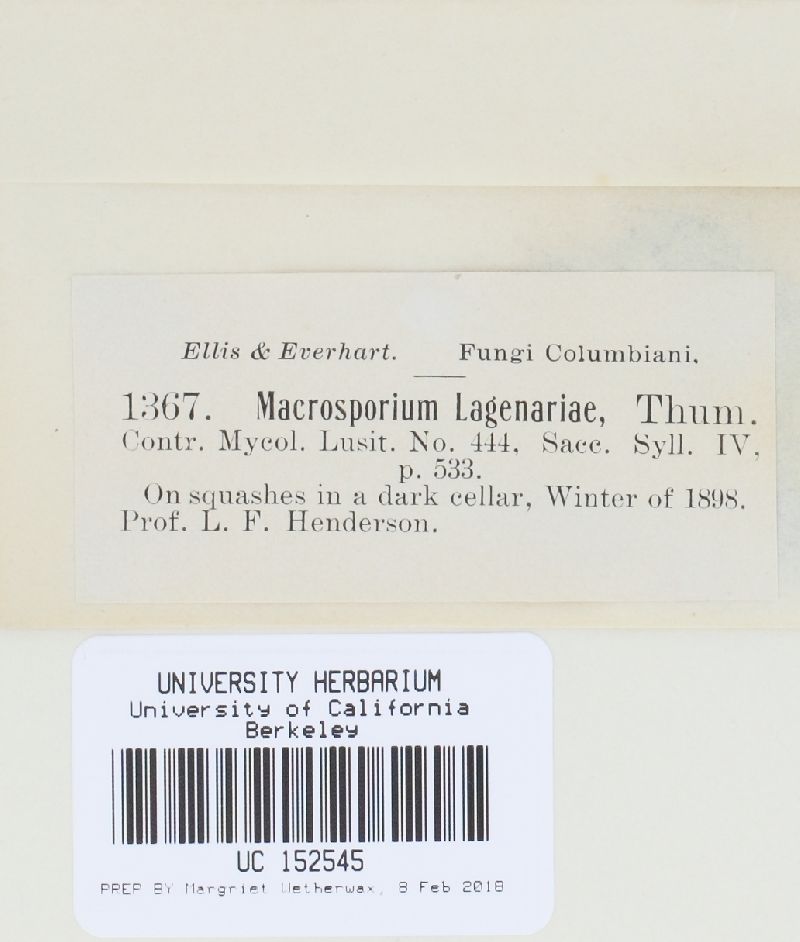 Ellis & Everhart. Fungi Columbiani.
1367. Macrosporium Lagenariae, Thum.
Contr. Mycol. Lusit. No. 444. Sacc. Syll. IV,
p. 533.
On squashes in a dark cellar, Winter of 1898.
Prof. L. F. Henderson.
UNIVERSITY HERBARIUM
University of California
Berkeley
UC 152545
PREP BY Margriet Wetherwax, 8 Feb 2018